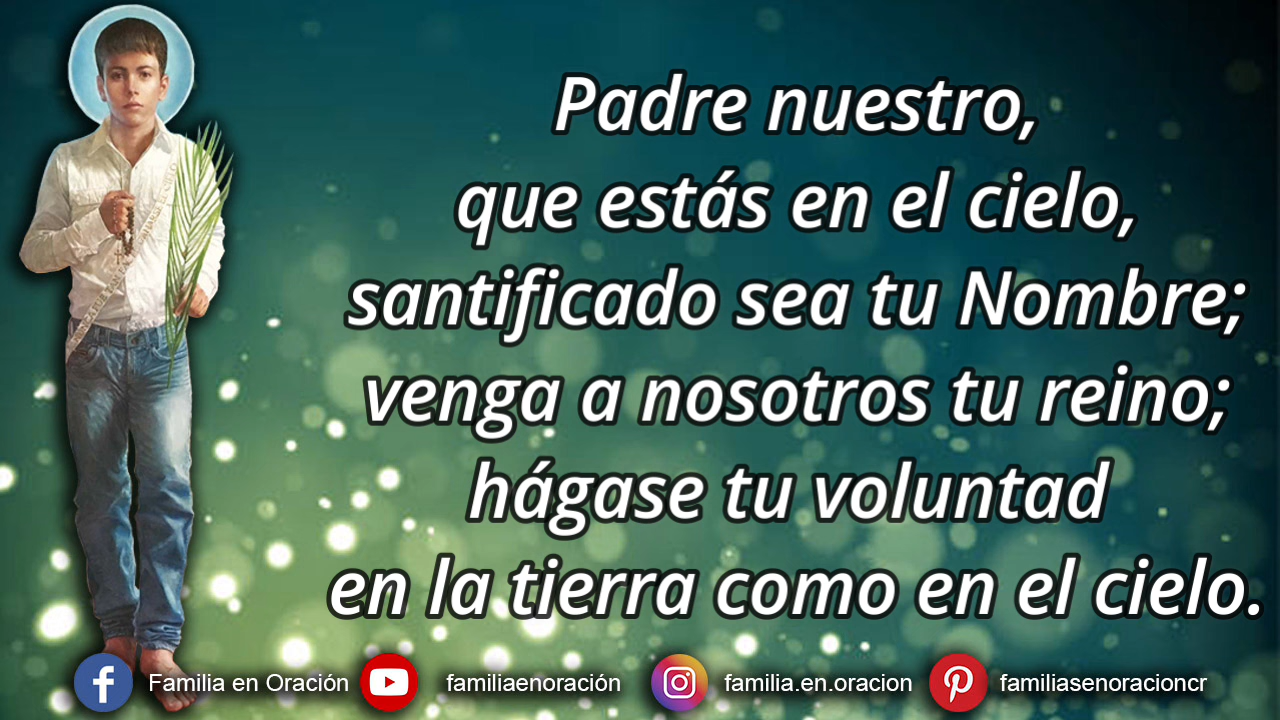 Padre nuestro,
que estás en el cielo,
santificado sea tu Nombre;
venga a nosotros tu reino;
hágase tu voluntad
en la tierra como en el cielo.
Familia en Oración
familiaenoración
familia.en.oracion
familiasenoracioncr